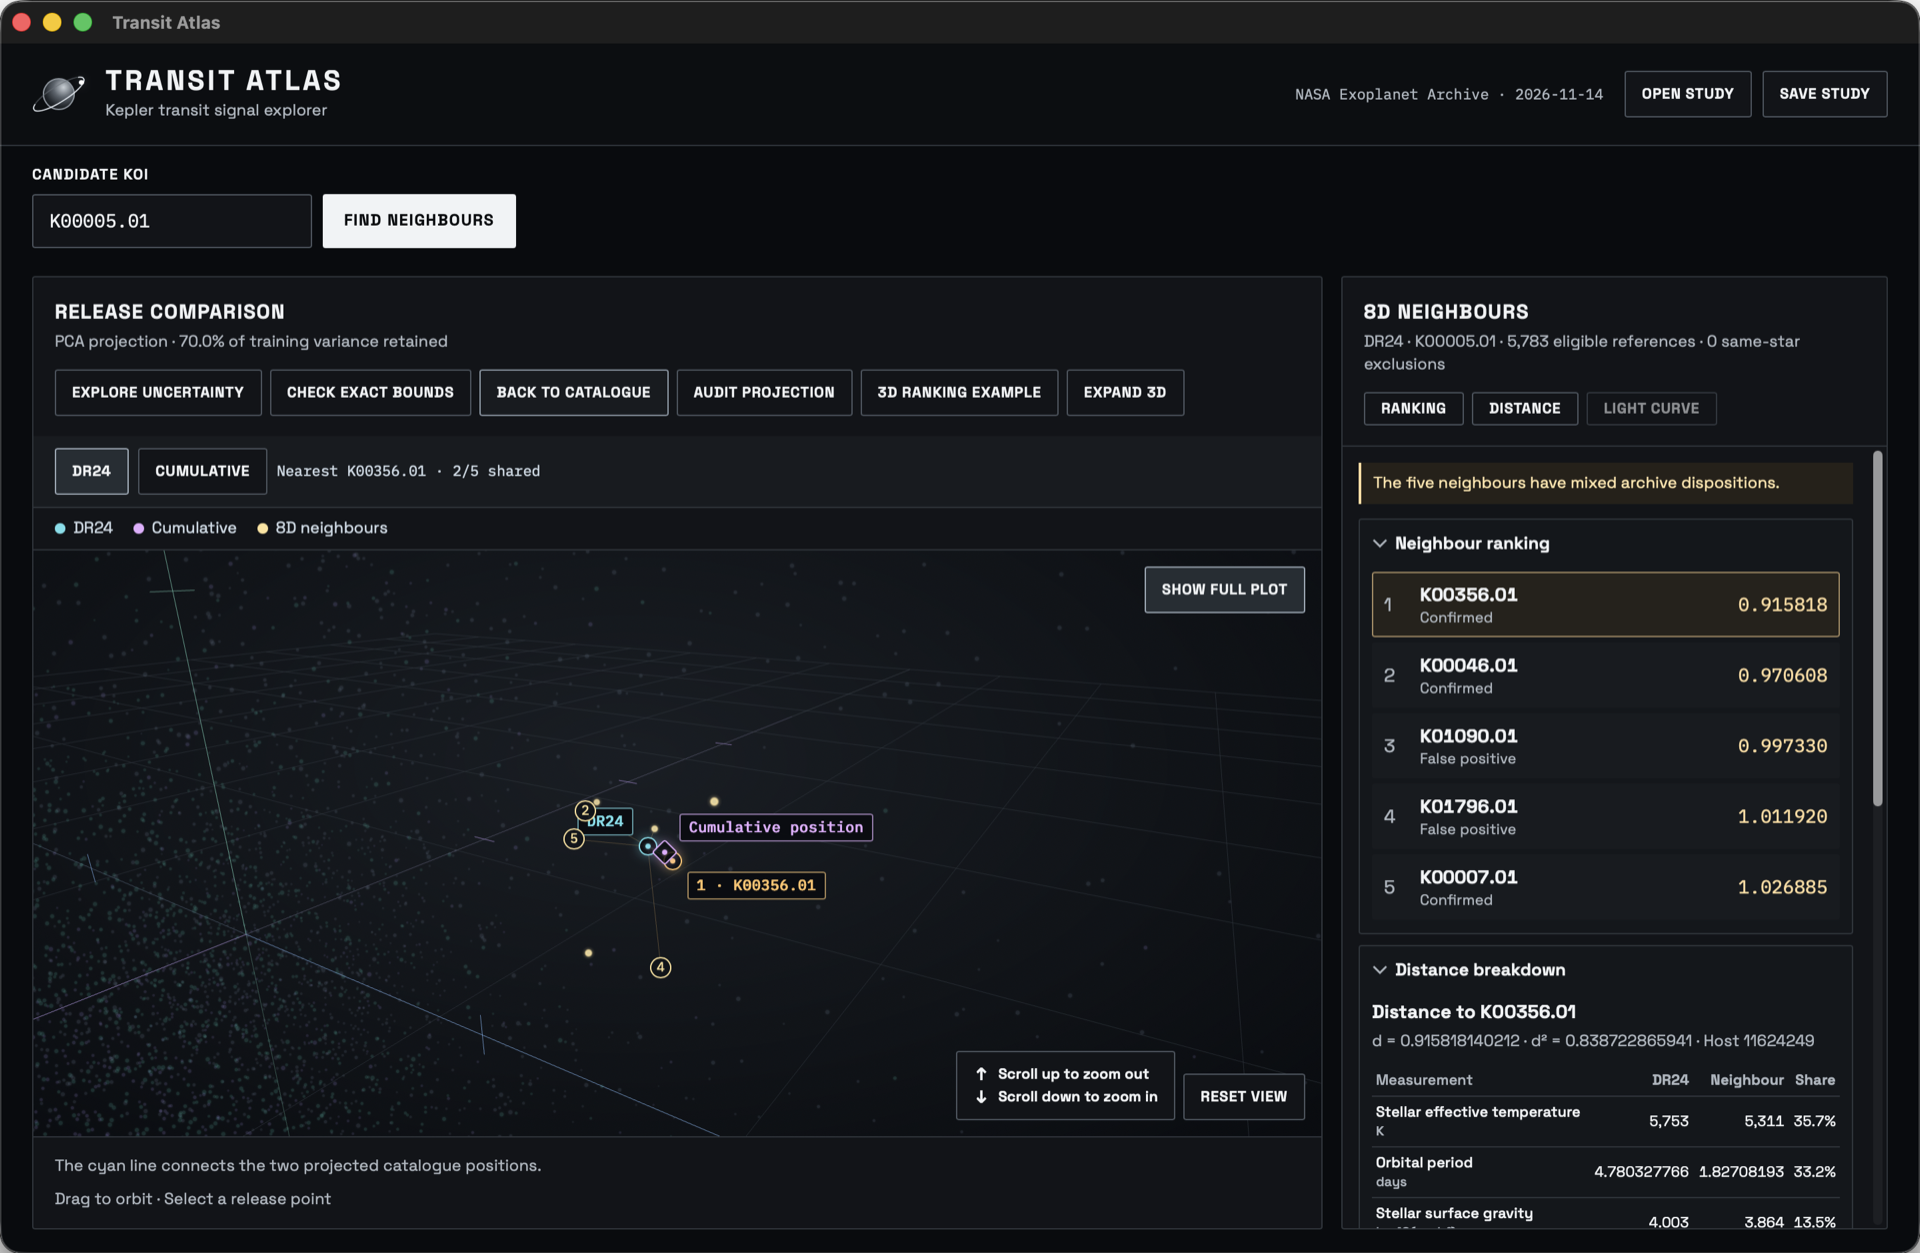 Transit Atlas
TRANSIT ATLAS
Kepler transit signal explorer
NASA Exoplanet Archive · 2026-11-14
OPEN STUDY
SAVE STUDY
CANDIDATE KOI
K00005.01
FIND NEIGHBOURS
RELEASE COMPARISON
PCA projection · 70.0% of training variance retained
EXPLORE UNCERTAINTY
CHECK EXACT BOUNDS
BACK TO CATALOGUE
AUDIT PROJECTION
3D RANKING EXAMPLE
EXPAND 3D
DR24
CUMULATIVE
Nearest K00356.01 · 2/5 shared
DR24
Cumulative
8D neighbours
SHOW FULL PLOT
2
DR24
5
Cumulative position
1 · K00356.01
4
↑ Scroll up to zoom out
↓ Scroll down to zoom in
RESET VIEW
The cyan line connects the two projected catalogue positions.
Drag to orbit · Select a release point
8D NEIGHBOURS
DR24 · K00005.01 · 5,783 eligible references · 0 same-star
exclusions
RANKING
DISTANCE
LIGHT CURVE
The five neighbours have mixed archive dispositions.
Neighbour ranking
1 K00356.01 0.915818
Confirmed
2 K00046.01 0.970608
Confirmed
3 K01090.01 0.997330
False positive
4 K01796.01 1.011920
False positive
5 K00007.01 1.026885
Confirmed
Distance breakdown
Distance to K00356.01
d = 0.915818140212 · d² = 0.838722865941 · Host 11624249
Measurement DR24 Neighbour Share
Stellar effective temperature 5,753 5,311 35.7%
K
Orbital period 4.780327766 1.82708193 33.2%
days
Stellar surface gravity 4.003 3.864 13.5%